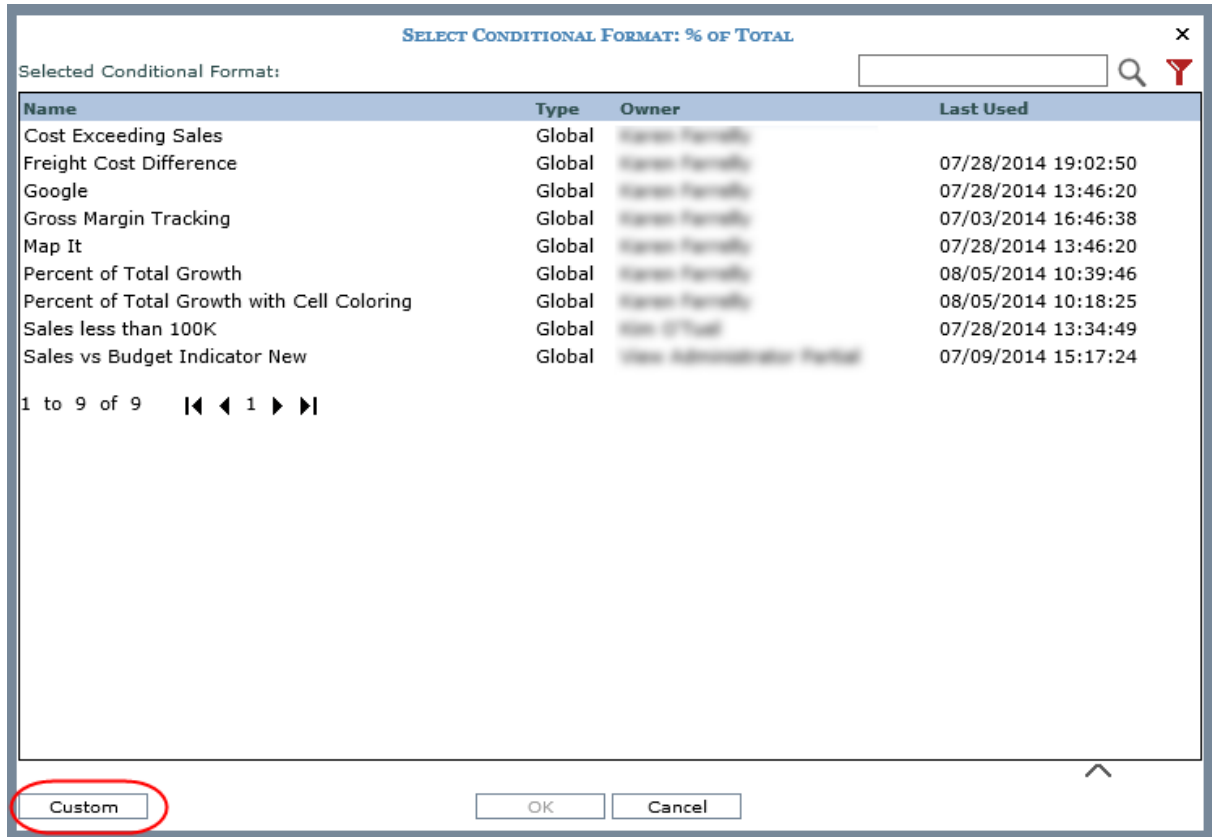 SELECT CONDITIONAL FORMAT: % OF TOTAL
Selected Conditional Format:
Name Type Owner Last Used
Cost Exceeding Sales Global
Freight Cost Difference Global 07/28/2014 19:02:50
Google Global 07/28/2014 13:46:20
Gross Margin Tracking Global 07/03/2014 16:46:38
Map It Global 07/28/2014 13:46:20
Percent of Total Growth Global 08/05/2014 10:39:46
Percent of Total Growth with Cell Coloring Global 08/05/2014 10:18:25
Sales less than 100K Global 07/28/2014 13:34:49
Sales vs Budget Indicator New Global 07/09/2014 15:17:24
1 to 9 of 9 1
Custom OK Cancel